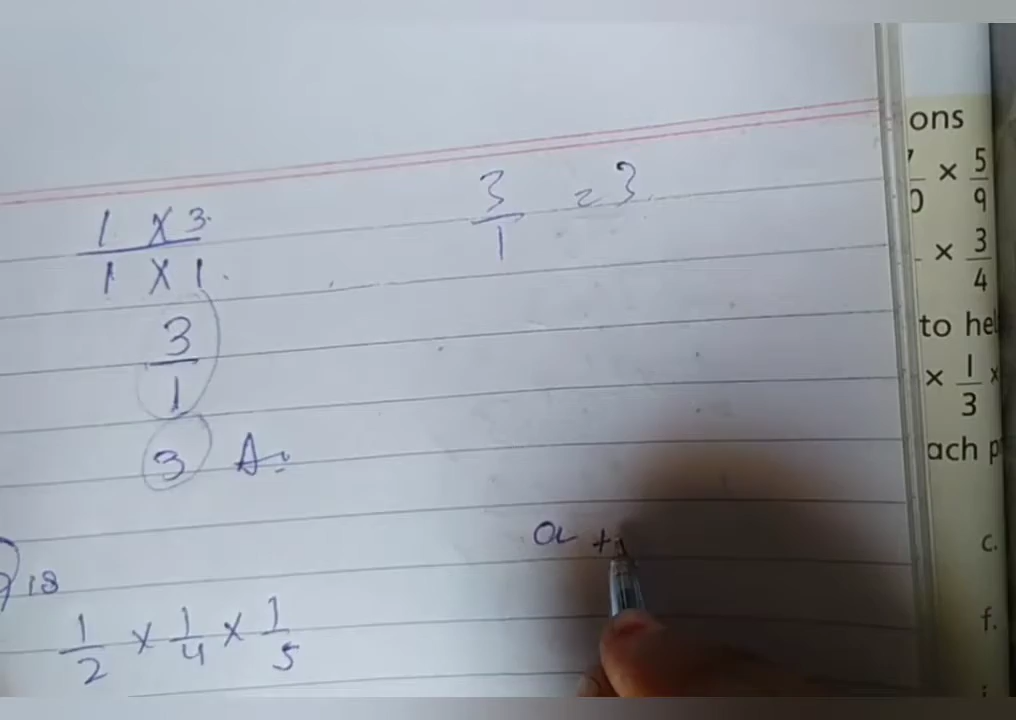 1 × 3
1 × 1
3/1 = 3
3/1
3 A:
18
1/2 × 1/4 × 1/5
a +
ons
× 5/9
× 3/4
to he
× 1/3 ×
ach p
c.
f.